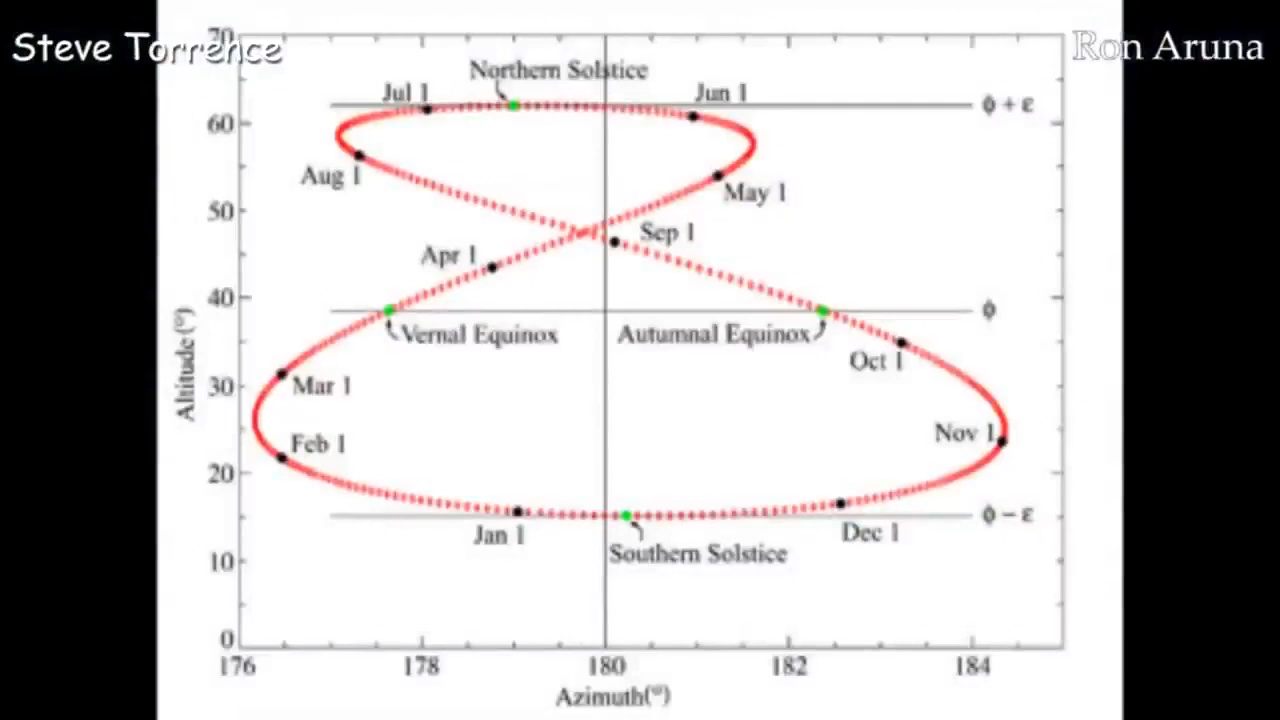 Steve Torrence
Ron Aruna
70
Northern Solstice
Jul 1
Jun 1
ϕ + ε
60
Aug 1
May 1
50
Sep 1
Apr 1
40
ϕ
Vernal Equinox
Autumnal Equinox
Oct 1
Altitude(°)
30
Mar 1
Nov 1
Feb 1
20
ϕ − ε
Jan 1
Dec 1
Southern Solstice
10
0
176
178
180
182
184
Azimuth(°)